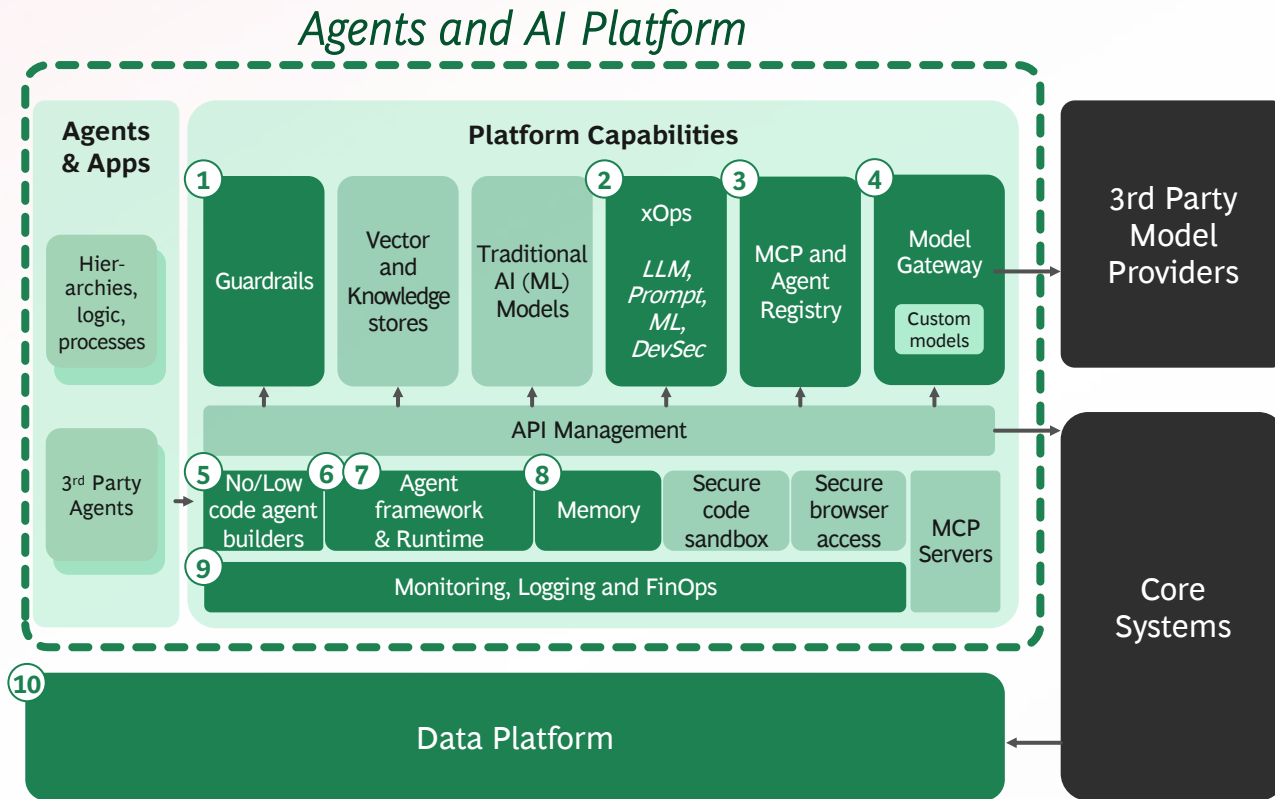 Agents and AI Platform
Agents
& Apps
Hier-
archies,
logic,
processes
3rd Party
Agents
Platform Capabilities
1
Guardrails
Vector
and
Knowledge
stores
Traditional
AI (ML)
Models
2
xOps
LLM,
Prompt,
ML,
DevSec
3
MCP and
Agent
Registry
4
Model
Gateway
Custom
models
API Management
5
No/Low
code agent
builders
6
7
Agent
framework
& Runtime
8
Memory
Secure
code
sandbox
Secure
browser
access
MCP
Servers
9
Monitoring, Logging and FinOps
3rd Party
Model
Providers
Core
Systems
10
Data Platform